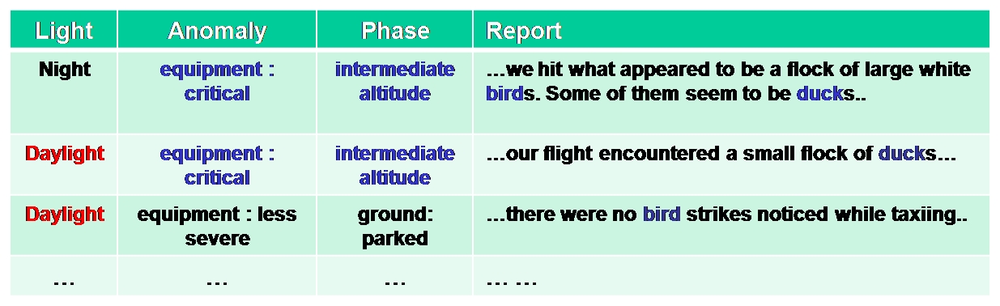 Light Anomaly Phase Report
Night equipment : critical intermediate altitude …we hit what appeared to be a flock of large white birds. Some of them seem to be ducks..
Daylight equipment : critical intermediate altitude …our flight encountered a small flock of ducks…
Daylight equipment : less severe ground: parked …there were no bird strikes noticed while taxiing..
… … … … …